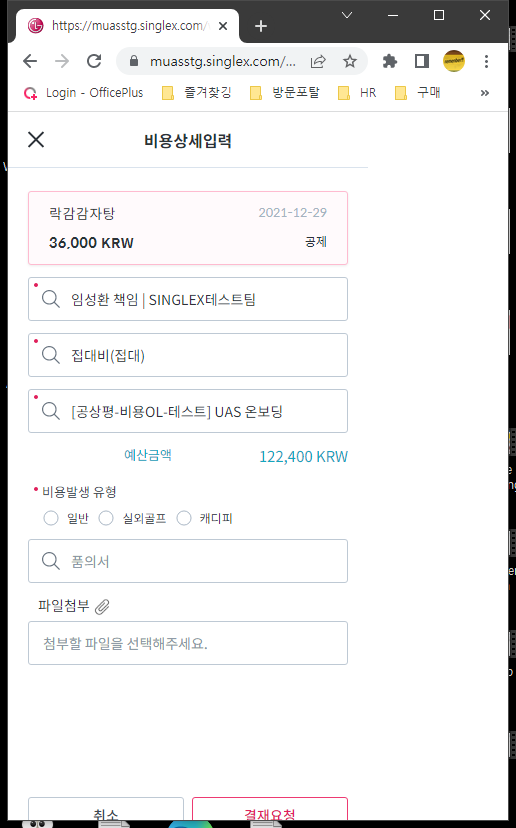 https://muasstg.singlex.com/
muasstg.singlex.com/...
Login - OfficePlus
즐겨찾깅
방문포탈
HR
구매
비용상세입력
락감감자탕
2021-12-29
36,000 KRW
공제
임성환 책임 | SINGLEX테스트팀
접대비(접대)
[공상평-비용OL-테스트] UAS 온보딩
예산금액
122,400 KRW
비용발생 유형
일반
실외골프
캐디피
품의서
파일첨부
첨부할 파일을 선택해주세요.
취소
결재요청